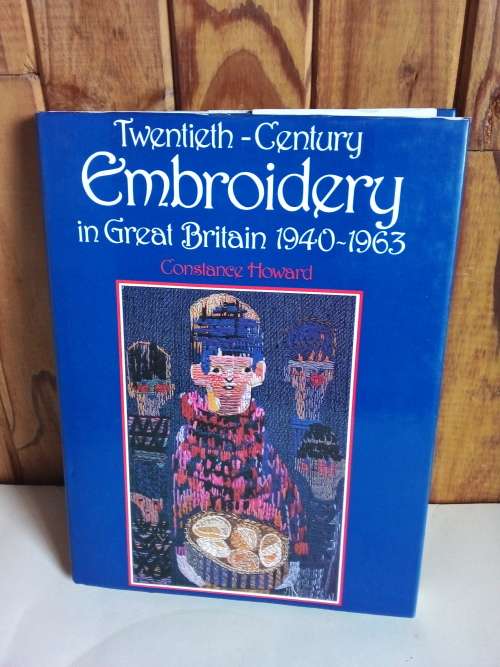 Twentieth-Century
Embroidery
in Great Britain 1940-1963
Constance Howard